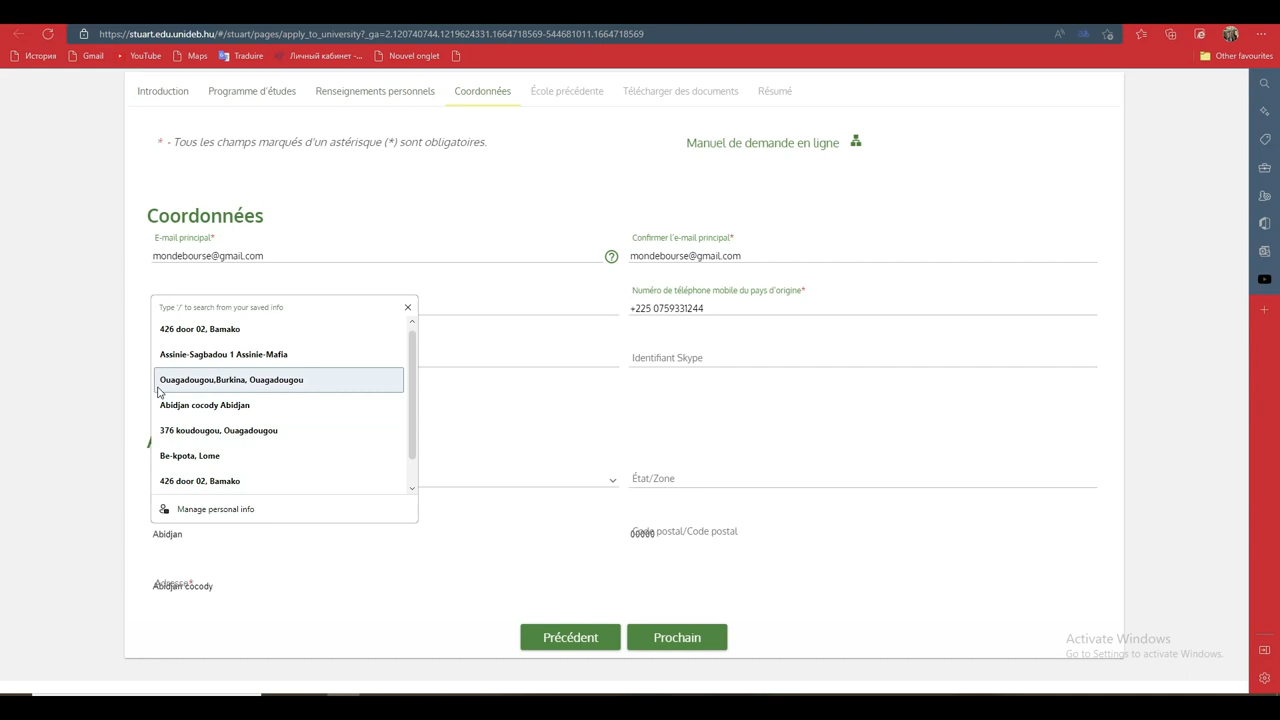 https://stuart.edu.unideb.hu/#/stuart/pages/apply_to_university?_ga=2.120740744.1219624331.1664718569-544681011.1664718569
История Gmail YouTube Maps Traduire Личный кабинет -... Nouvel onglet Other favourites
Introduction Programme d'études Renseignements personnels Coordonnées École précédente Télécharger des documents Résumé
* - Tous les champs marqués d'un astérisque (*) sont obligatoires. Manuel de demande en ligne
Coordonnées
E-mail principal* Confirmer l'e-mail principal*
mondebourse@gmail.com mondebourse@gmail.com
Numéro de téléphone mobile du pays d'origine*
Type '/' to search from your saved info +225 0759331244
426 door 02, Bamako
Assinie-Sagbadou 1 Assinie-Mafia Identifiant Skype
Ouagadougou,Burkina, Ouagadougou
Abidjan cocody Abidjan
376 koudougou, Ouagadougou
Be-kpota, Lome
426 door 02, Bamako État/Zone
Manage personal info
Abidjan 00000 Code postal/Code postal
Adresse*
Abidjan cocody
Précédent Prochain
Activate Windows
Go to Settings to activate Windows.